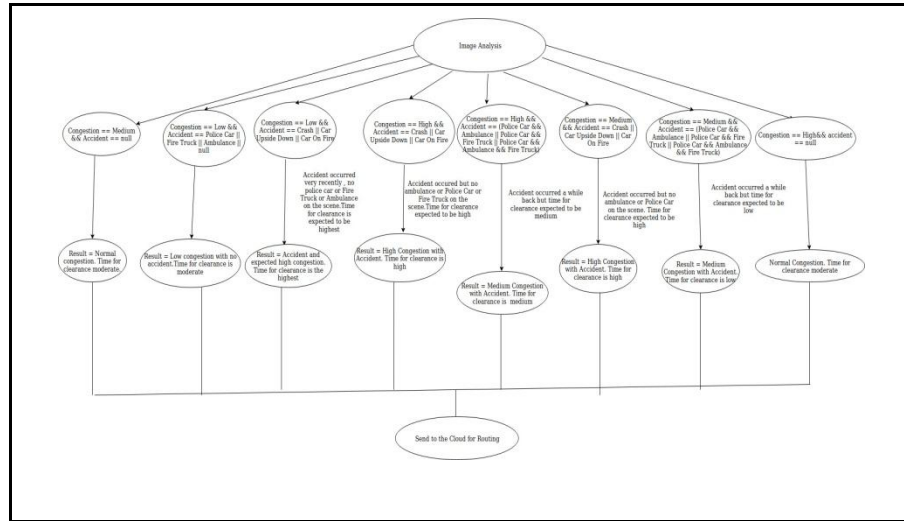 Image Analysis
Congestion == Medium
&& Accident == null
Congestion == Low &&
Accident == Police Car ||
Fire Truck || Ambulance ||
null
Congestion == Low &&
Accident == Crash || Car
Upside Down || Car On Fire
Congestion == High &&
Accident == Crash || Car
Upside Down || Car On Fire
Congestion == High &&
Accident == (Police Car &&
Ambulance || Police Car &&
Fire Truck || Police Car &&
Ambulance && Fire Truck)
Congestion == Medium
&& Accident == Crash ||
Car Upside Down || Car
On Fire
Congestion == Medium &&
Accident == (Police Car &&
Ambulance || Police Car && Fire
Truck || Police Car && Ambulance
&& Fire Truck)
Congestion == High&& accident
== null
Accident occurred
very recently , no
police car or Fire
Truck or Ambulance
on the scene.Time
for clearance is
expected to be
highest
Accident occured but no
ambulance or Police Car or
Fire Truck on the
scene.Time for clearance
expected to be high
Accident occurred a while
back but time for
clearance expected to be
medium
Accident occurred but no
ambulance or Police Car
on the scene. Time for
clearance expected to be
high
Accident occurred a while
back but time for
clearance expected to be
low
Result = Normal
congestion. Time for
clearance moderate.
Result = Low congestion with no
accident.Time for clearance is
moderate
Result = Accident and
expected high congestion.
Time for clearance is the
highest
Result = High Congestion with
Accident. Time for clearance is
high
Result = Medium Congestion
with Accident. Time for
clearance is medium
Result = High Congestion
with Accident. Time for
clearance is high
Result = Medium
Congestion with Accident.
Time for clearance is low
Normal Congestion. Time for
clearance moderate
Send to the Cloud for Routing